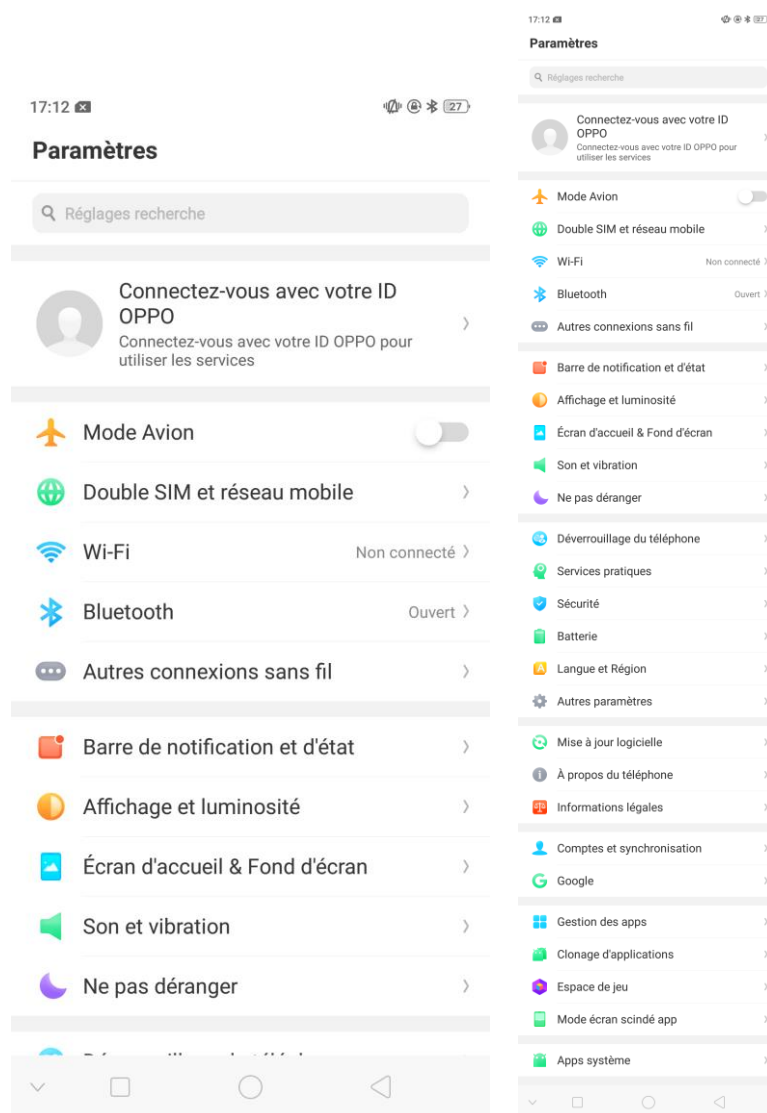 17:12
27
Paramètres
Réglages recherche
Connectez-vous avec votre ID
OPPO
Connectez-vous avec votre ID OPPO pour
utiliser les services
Mode Avion
Double SIM et réseau mobile
Wi-Fi Non connecté
Bluetooth Ouvert
Autres connexions sans fil
Barre de notification et d'état
Affichage et luminosité
Écran d'accueil & Fond d'écran
Son et vibration
Ne pas déranger
17:12
27
Paramètres
Réglages recherche
Connectez-vous avec votre ID
OPPO
Connectez-vous avec votre ID OPPO pour
utiliser les services
Mode Avion
Double SIM et réseau mobile
Wi-Fi Non connecté
Bluetooth Ouvert
Autres connexions sans fil
Barre de notification et d'état
Affichage et luminosité
Écran d'accueil & Fond d'écran
Son et vibration
Ne pas déranger
Déverrouillage du téléphone
Services pratiques
Sécurité
Batterie
A Langue et Région
Autres paramètres
Mise à jour logicielle
À propos du téléphone
Informations légales
Comptes et synchronisation
G Google
Gestion des apps
Clonage d'applications
Espace de jeu
Mode écran scindé app
Apps système